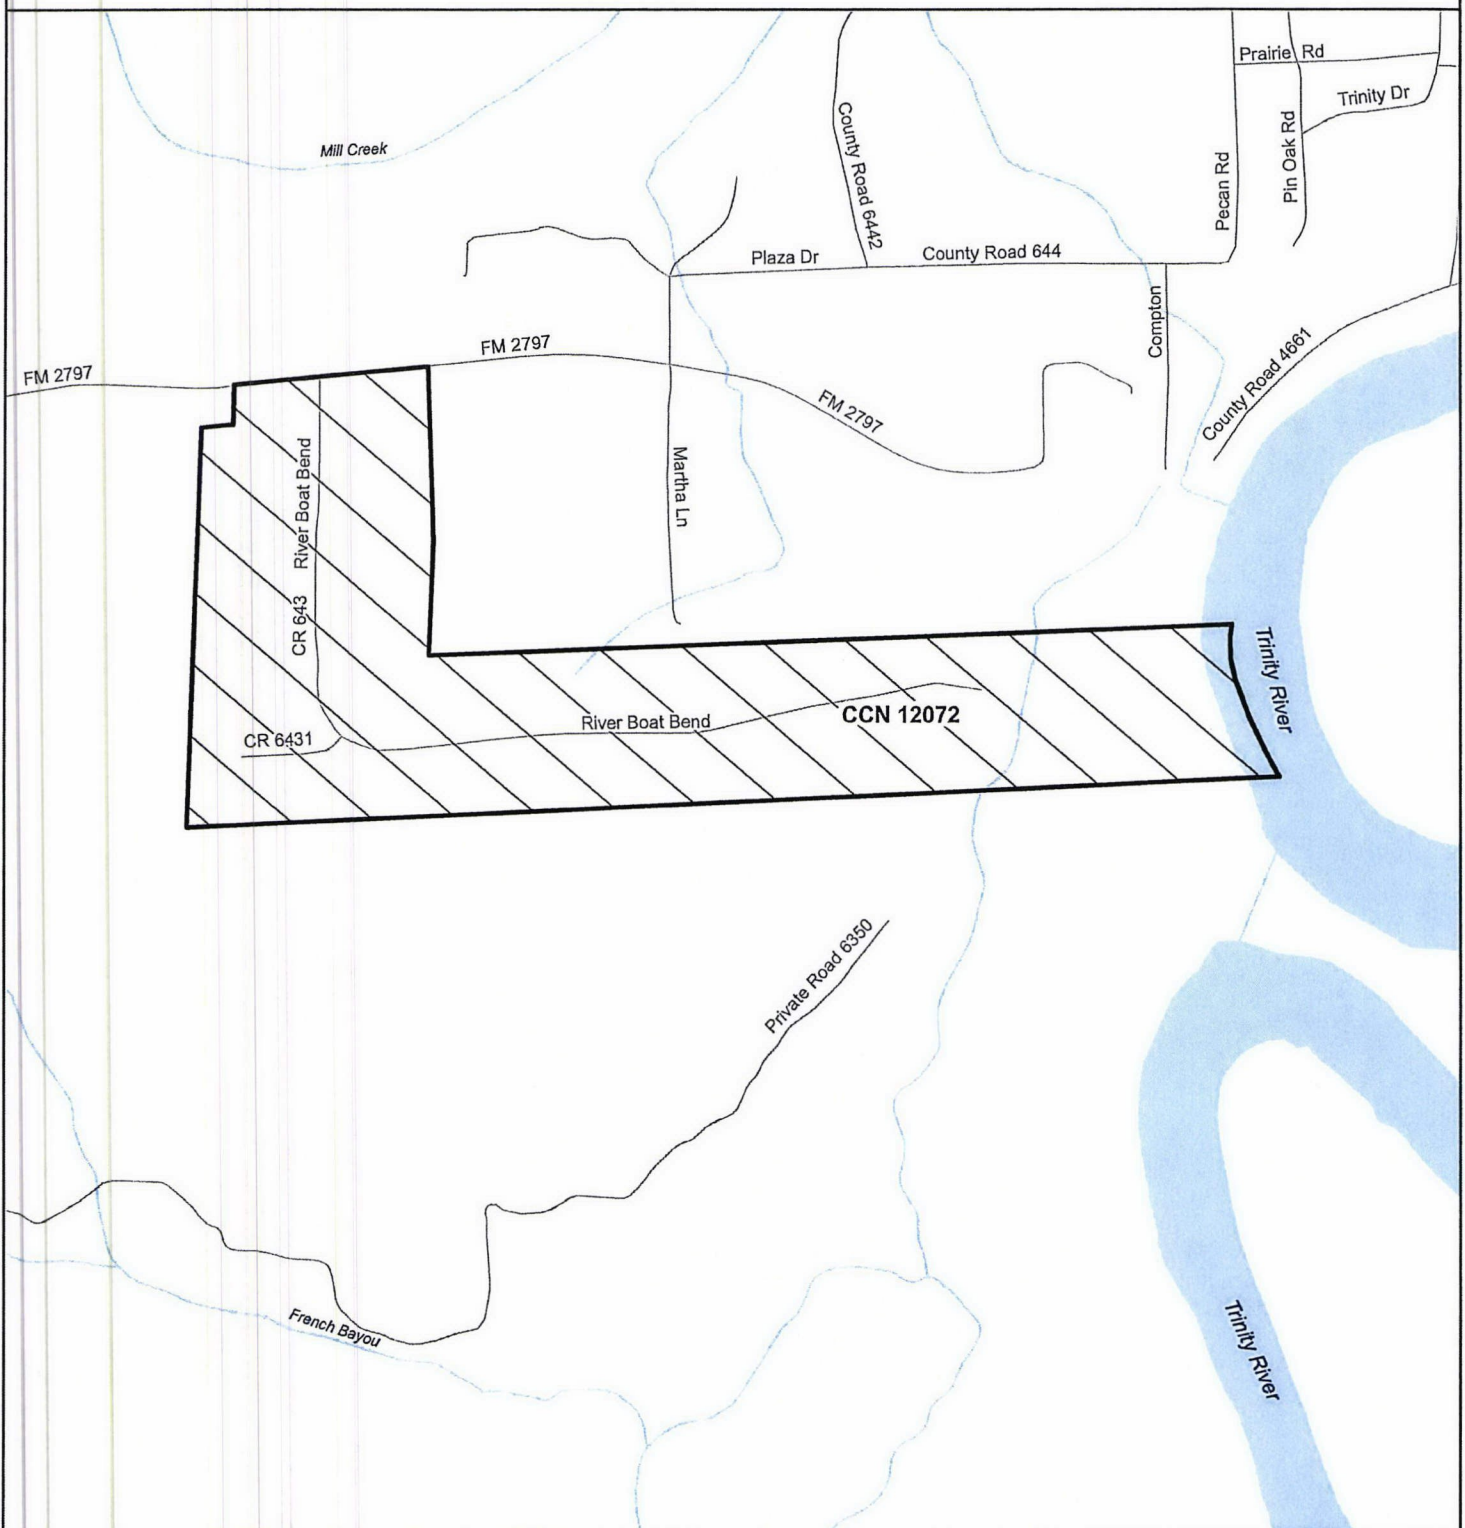 Prairie Rd
Trinity Dr
County Road 6442
Pin Oak Rd
Mill Creek
Pecan Rd
Plaza Dr
County Road 644
Compton
FM 2797
FM 2797
County Road 4661
FM 2797
River Boat Bend
Martha Ln
CR 643
Trinity River
CCN 12072
River Boat Bend
CR 6431
Private Road 6350
French Bayou
Trinity River